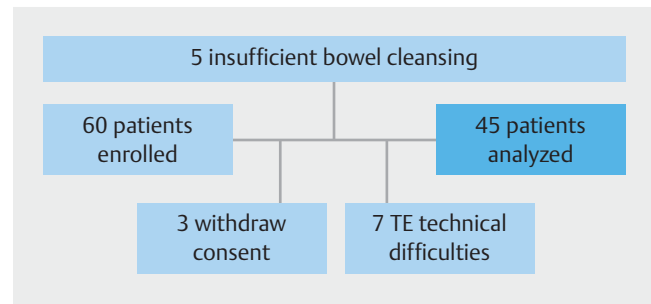 5 insufficient bowel cleansing
60 patients
enrolled
45 patients
analyzed
3 withdraw
consent
7 TE technical
difficulties